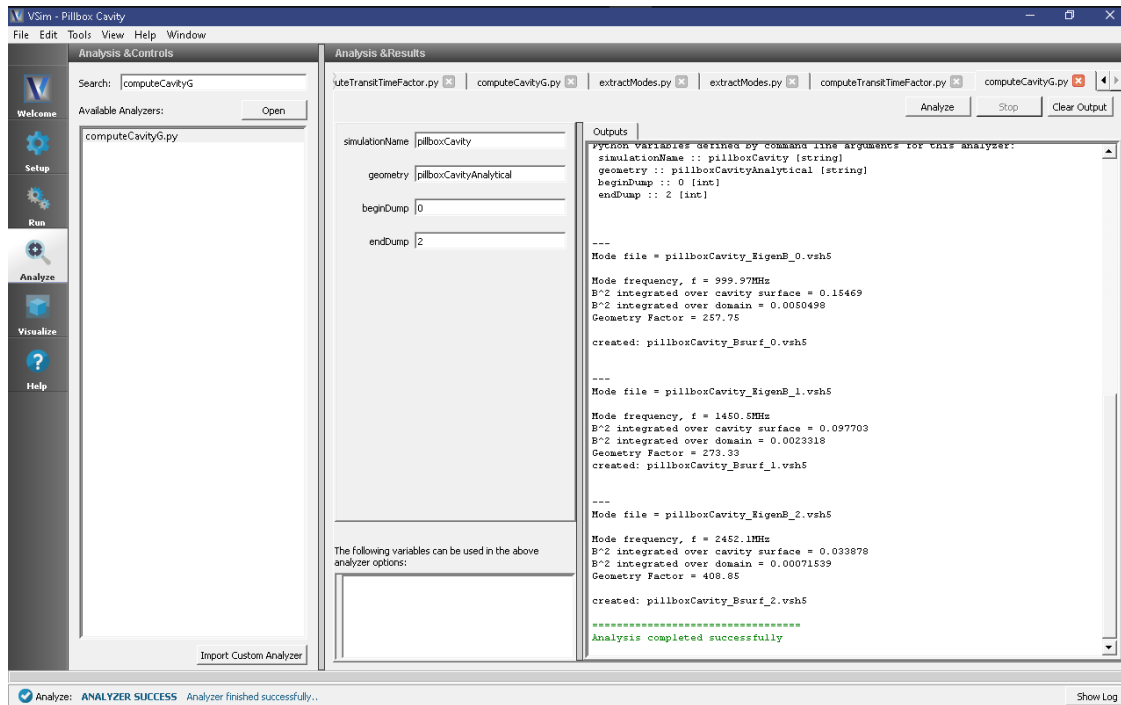 VSim - Pillbox Cavity
File Edit Tools View Help Window
Analysis &Controls
Analysis &Results
Welcome
Setup
Run
Analyze
Visualize
Help
Search: computeCavityG
Available Analyzers:
Open
computeCavityG.py
Import Custom Analyzer
uteTransitTimeFactor.py computeCavityG.py extractModes.py extractModes.py computeTransitTimeFactor.py computeCavityG.py
Analyze Stop Clear Output
simulationName pillboxCavity
geometry pillboxCavityAnalytical
beginDump 0
endDump 2
The following variables can be used in the above
analyzer options:
Outputs
Python variables defined by command line arguments for this analyzer:
simulationName :: pillboxCavity [string]
geometry :: pillboxCavityAnalytical [string]
beginDump :: 0 [int]
endDump :: 2 [int]
---
Mode file = pillboxCavity_EigenB_0.vsh5
Mode frequency, f = 999.97MHz
B^2 integrated over cavity surface = 0.15469
B^2 integrated over domain = 0.0050498
Geometry Factor = 257.75
created: pillboxCavity_Bsurf_0.vsh5
---
Mode file = pillboxCavity_EigenB_1.vsh5
Mode frequency, f = 1450.5MHz
B^2 integrated over cavity surface = 0.097703
B^2 integrated over domain = 0.0023318
Geometry Factor = 273.33
created: pillboxCavity_Bsurf_1.vsh5
---
Mode file = pillboxCavity_EigenB_2.vsh5
Mode frequency, f = 2452.1MHz
B^2 integrated over cavity surface = 0.033878
B^2 integrated over domain = 0.00071539
Geometry Factor = 408.85
created: pillboxCavity_Bsurf_2.vsh5
================================
Analysis completed successfully
Analyze: ANALYZER SUCCESS Analyzer finished successfully..
Show Log